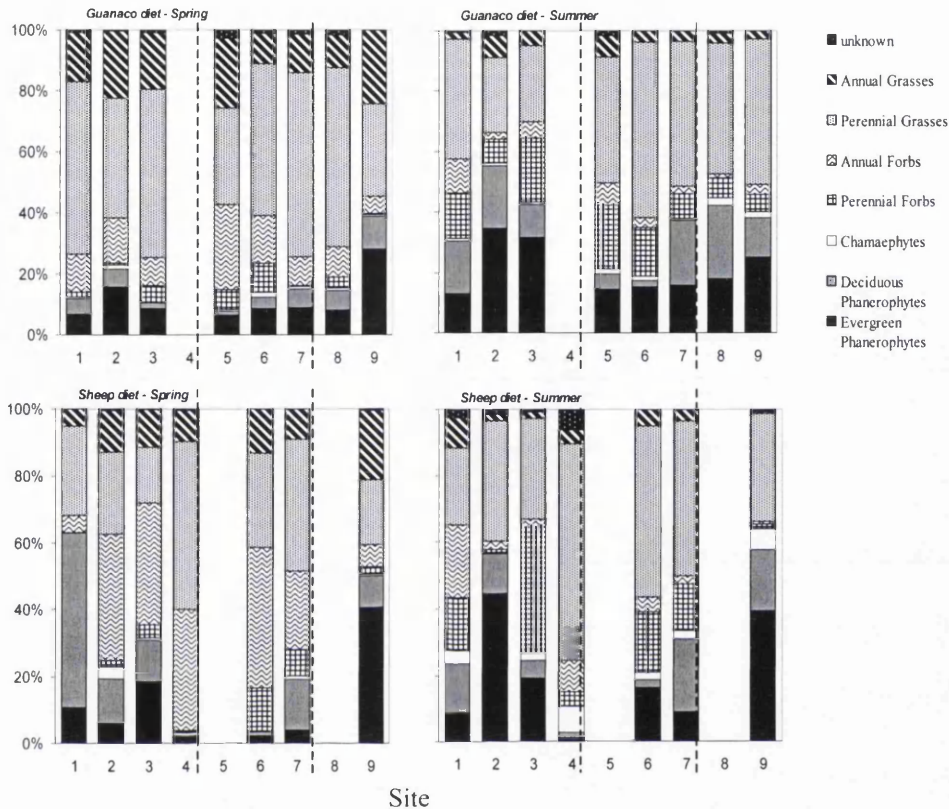 Guanaco diet - Spring
Guanaco diet - Summer
100%
80%
60%
40%
20%
0%
1 2 3 4 5 6 7 8 9
1 2 3 4 5 6 7 8 9
unknown
Annual Grasses
Perennial Grasses
Annual Forbs
Perennial Forbs
Chamaephytes
Deciduous
Phanerophytes
Evergreen
Phanerophytes
Sheep diet - Spring
Sheep diet - Summer
100%
80%
60%
40%
20%
0%
1 2 3 4 5 6 7 8 9
1 2 3 4 5 6 7 8 9
Site